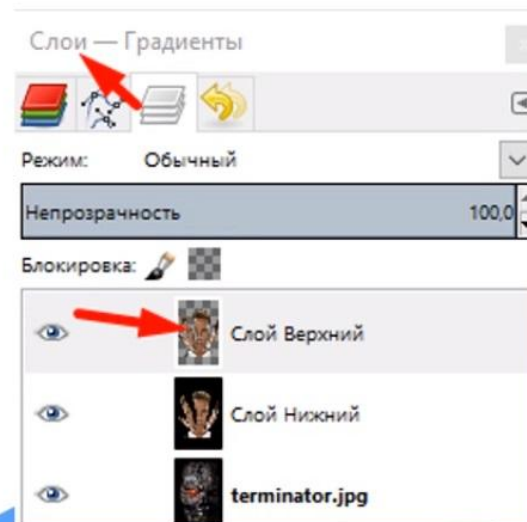 Слои — Градиенты
Режим: Обычный
Непрозрачность 100,0
Блокировка:
Слой Верхний
Слой Нижний
terminator.jpg